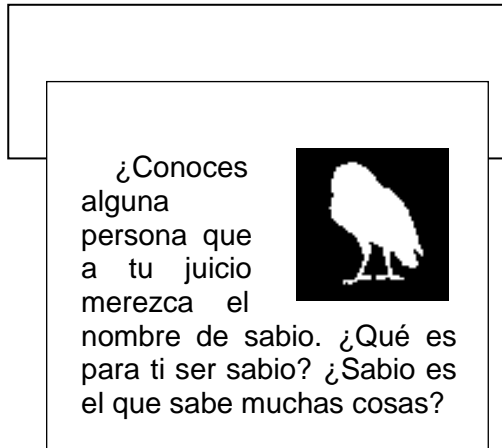 ¿Conoces
alguna
persona que
a tu juicio
merezca el
nombre de sabio. ¿Qué es
para ti ser sabio? ¿Sabio es
el que sabe muchas cosas?